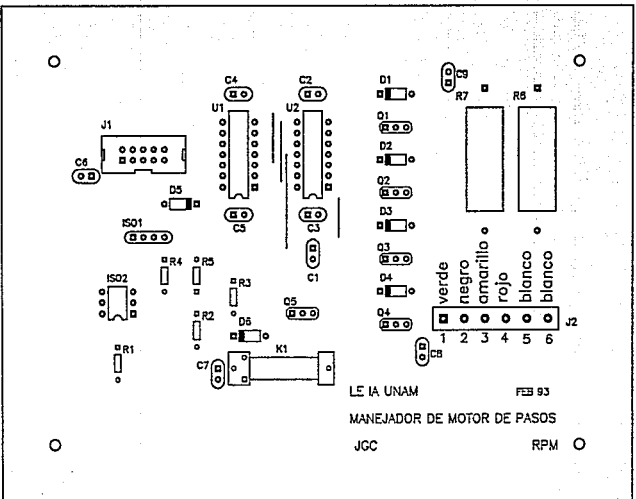 C4
C2
D1
C9
R7
R6
U1
U2
Q1
J1
D2
C6
Q2
D5
D3
ISO1
C5
C3
Q3
C1
R4
R5
D4
ISO2
R3
Q5
Q4
R2
D6
R1
C7
K1
C8
verde
negro
amarillo
rojo
blanco
blanco
1 2 3 4 5 6
J2
LE IA UNAM FEB 93
MANEJADOR DE MOTOR DE PASOS
JGC RPM